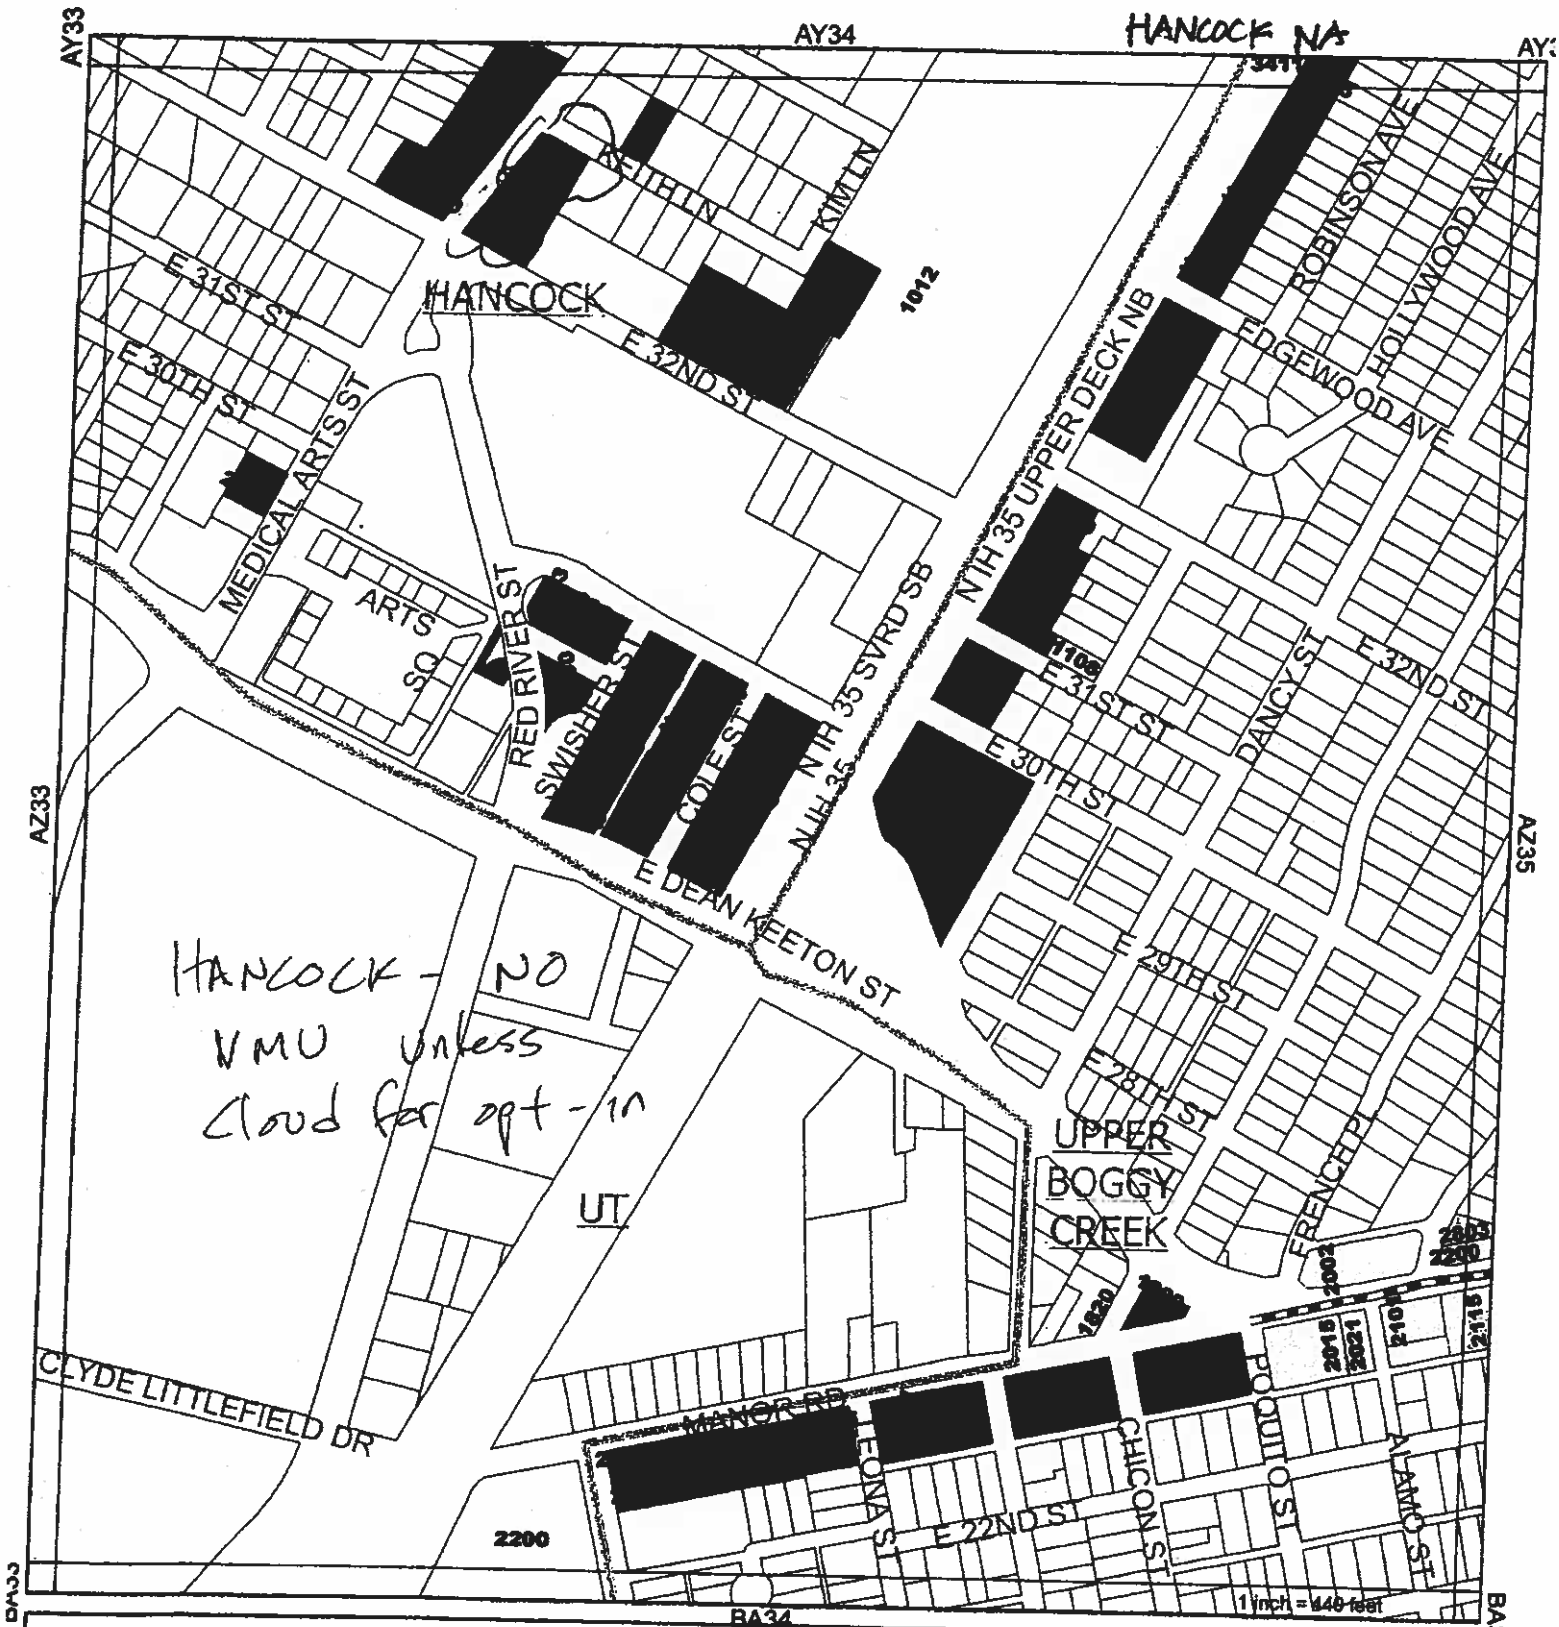 HANCOCK NA
AY33
AY34
3411
ROBINSON AVE
HOLLYWOOD AVE
KEITH LN
KIM LN
1012
HANCOCK
E 31ST ST
E 30TH ST
E 32ND ST
EDGEWOOD AVE
MEDICAL ARTS ST
N IH 35 UPPER DECK NB
ARTS
SQ
RED RIVER ST
SWISHER ST
COLE ST
N IH 35 SVRD SB
N IH 35
1108
E 31ST ST
E 30TH ST
DANCY ST
E 32ND ST
AZ33
AZ35
E DEAN KEETON ST
E 29TH ST
E 28TH ST
HANCOCK - NO
VMU unless
Cloud for opt-in
UT
UPPER
BOGGY
CREEK
FRENCH PL
2002
2200
1820
2015
2021
2101
2115
CLYDE LITTLEFIELD DR
MANOR RD
LEONA ST
CHICON ST
POQUITO ST
ALAMO ST
E 22ND ST
2200
1 inch = 440 feet
BA33
BA34